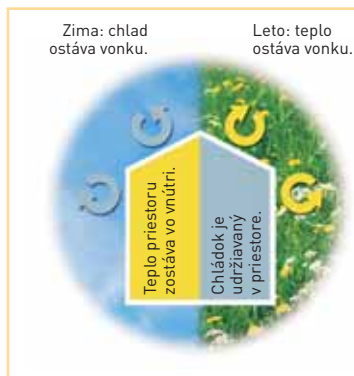 Zima: chlad
ostáva vonku.
Leto: teplo
ostáva vonku.
Teplo priestoru
zostáva vo vnútri.
Chládok je
udržiavaný
v priestore.